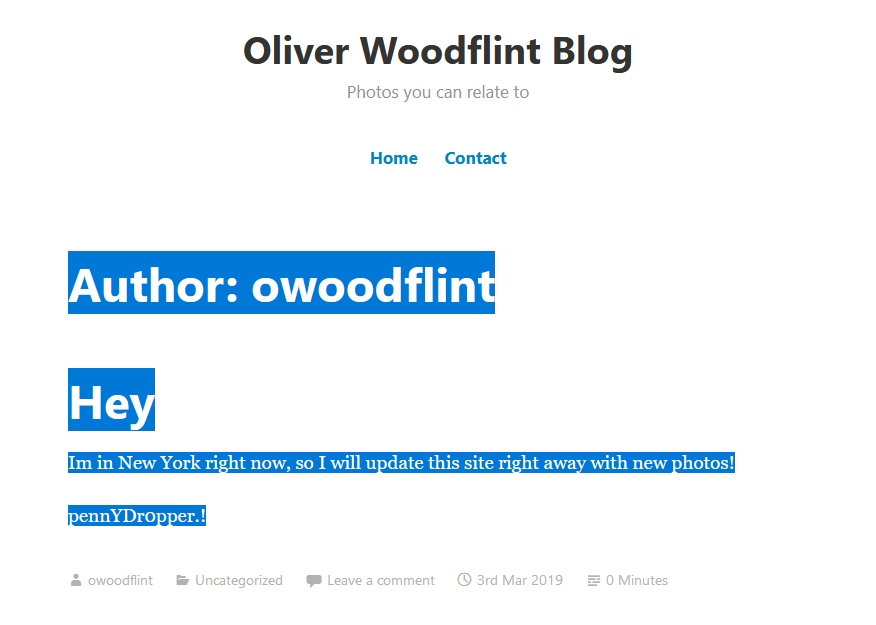 Oliver Woodflint Blog
Photos you can relate to
Home Contact
Author: owoodflint
Hey
Im in New York right now, so I will update this site right away with new photos!
pennYDr0pper.!
owoodflint Uncategorized Leave a comment 3rd Mar 2019 0 Minutes